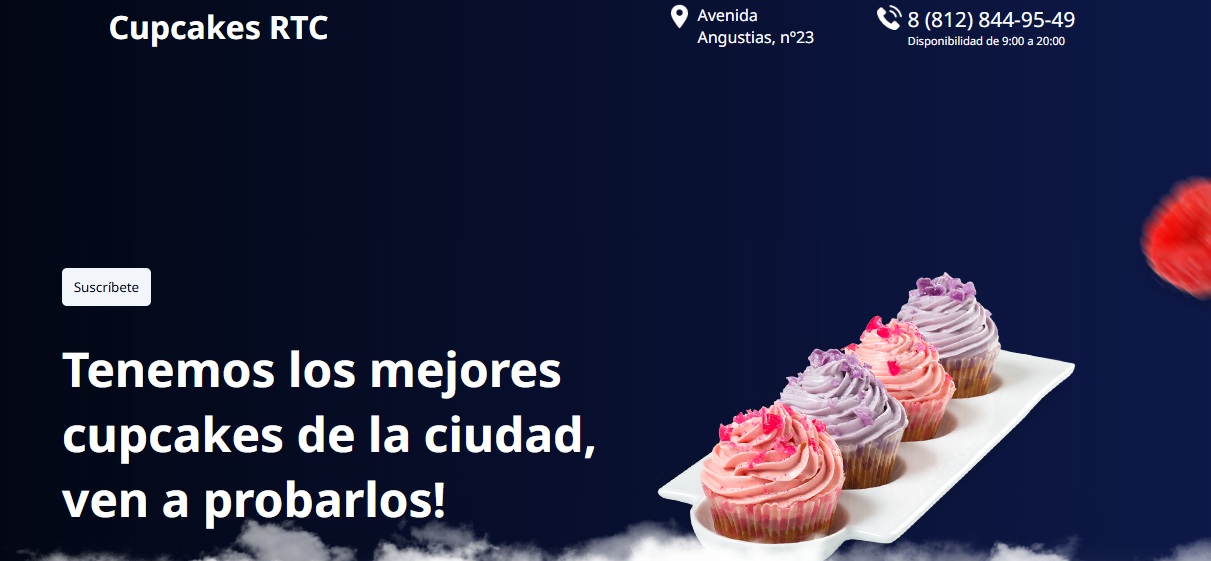 Cupcakes RTC
Avenida
Angustias, nº23
8 (812) 844-95-49
Disponibilidad de 9:00 a 20:00
Suscríbete
Tenemos los mejores
cupcakes de la ciudad,
ven a probarlos!